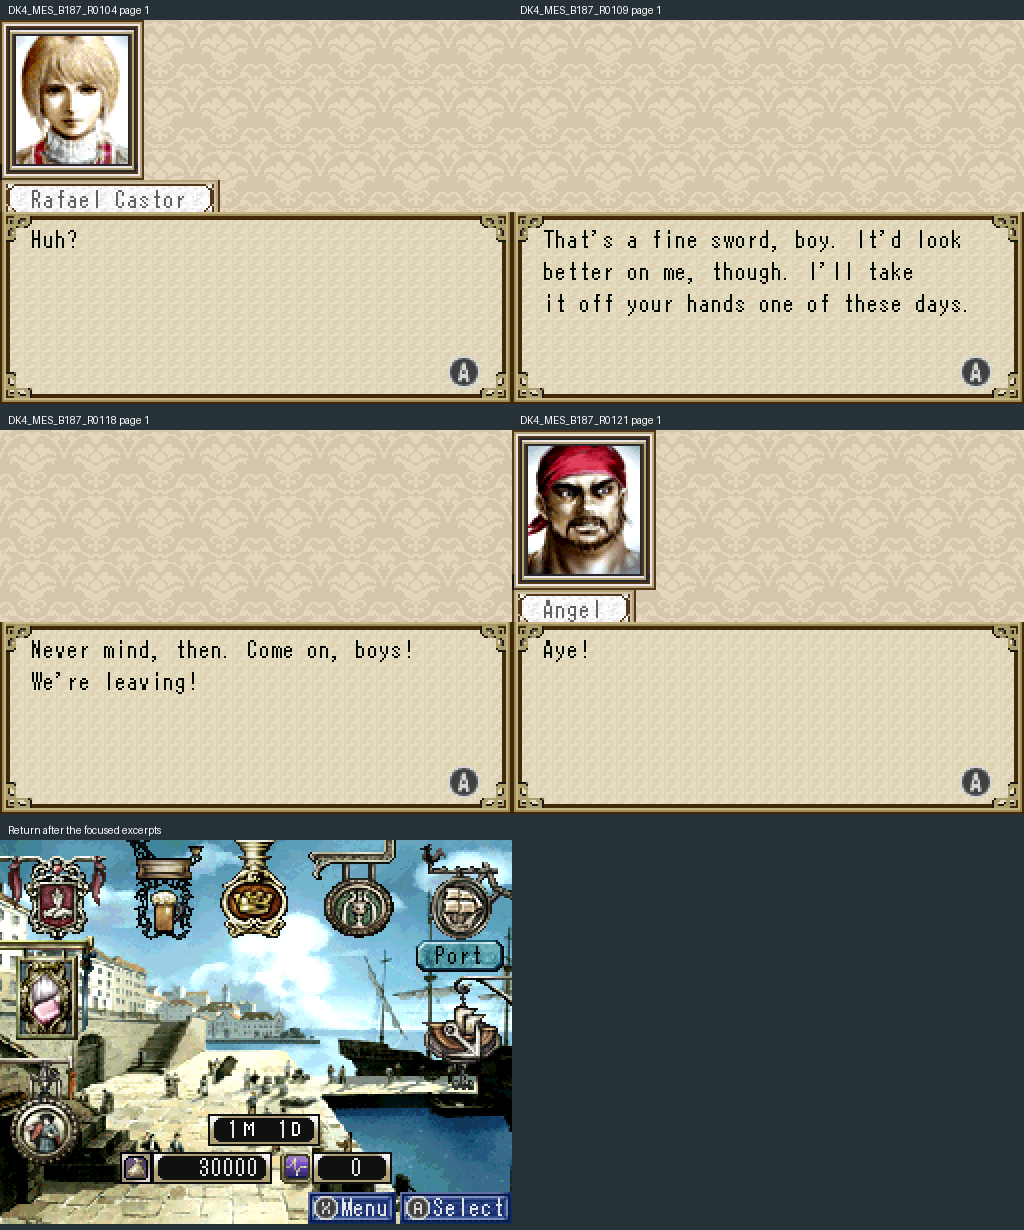 DK4_MES_B187_R0104 page 1
DK4_MES_B187_R0109 page 1
Rafael Castor
Huh?
A
That's a fine sword, boy. It'd look
better on me, though. I'll take
it off your hands one of these days.
A
DK4_MES_B187_R0118 page 1
DK4_MES_B187_R0121 page 1
Angel
Never mind, then. Come on, boys!
We're leaving!
A
Aye!
A
Return after the focused excerpts
Port
1M 1D
30000
0
X Menu
A Select